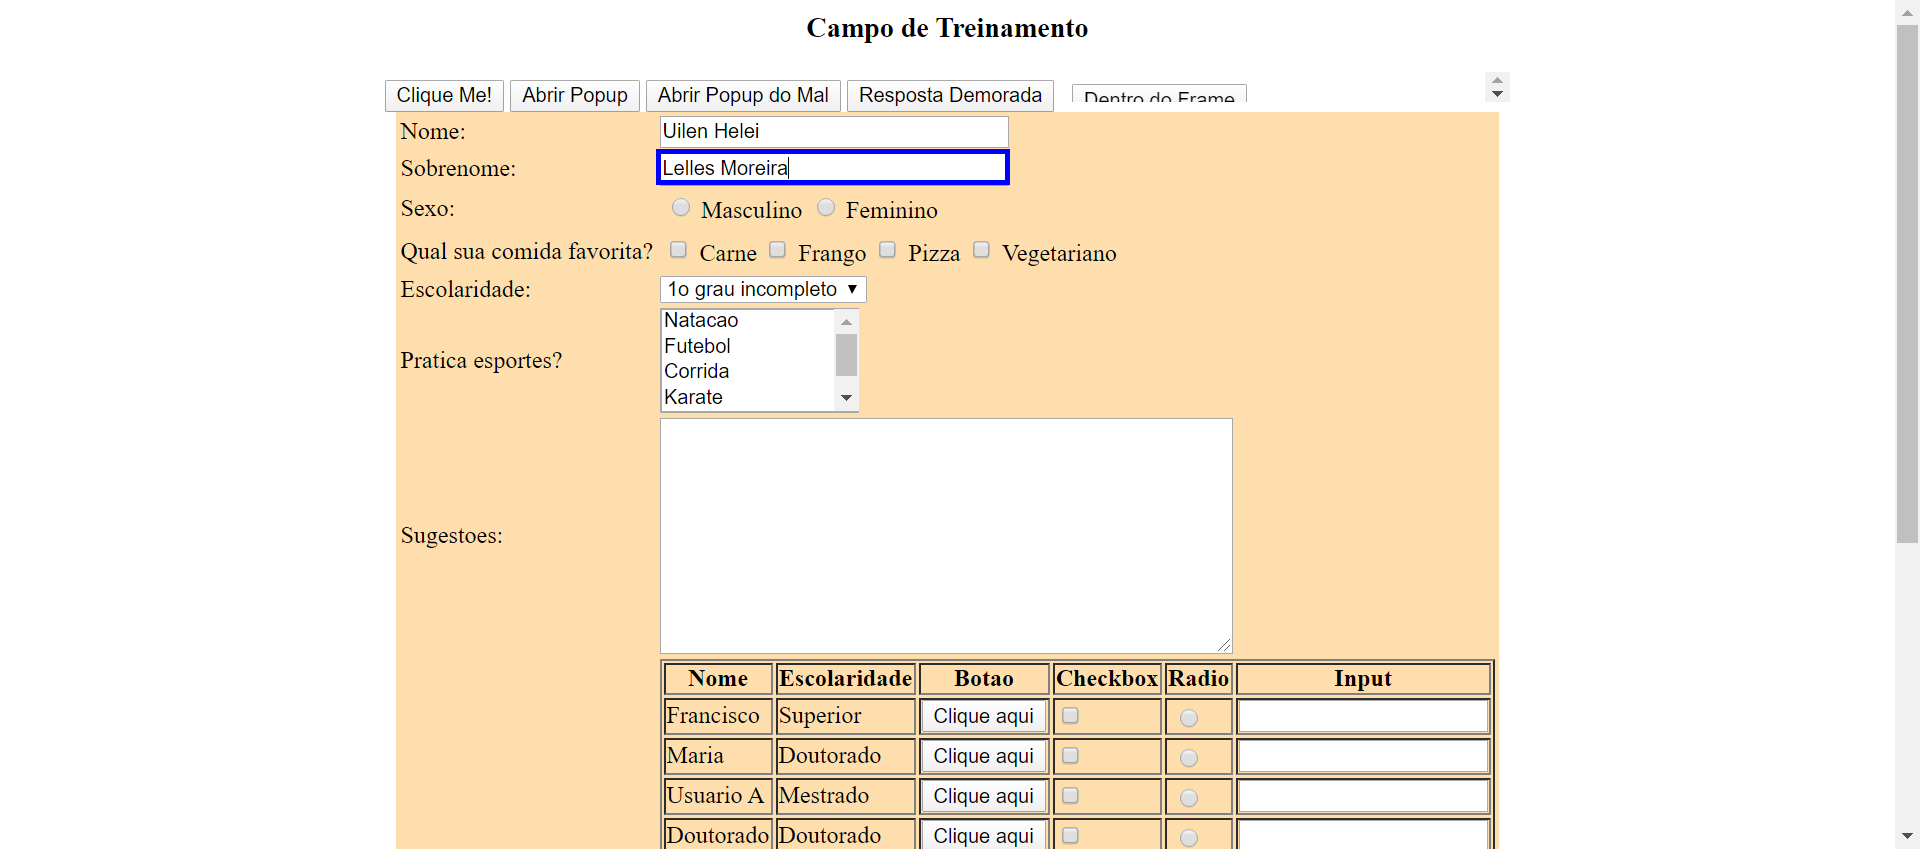 Campo de Treinamento
Clique Me! Abrir Popup Abrir Popup do Mal Resposta Demorada Dentro do Frame
Nome: Uilen Helei
Sobrenome: Lelles Moreira
Sexo: Masculino Feminino
Qual sua comida favorita? Carne Frango Pizza Vegetariano
Escolaridade: 1o grau incompleto
Pratica esportes?
Natacao
Futebol
Corrida
Karate
Sugestoes:
Nome Escolaridade Botao Checkbox Radio Input
Francisco Superior Clique aqui
Maria Doutorado Clique aqui
Usuario A Mestrado Clique aqui
Doutorado Doutorado Clique aqui